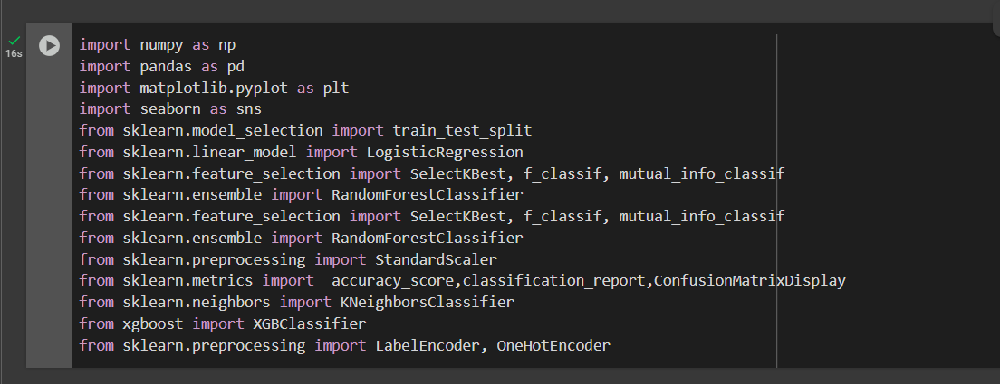 16s
import numpy as np
import pandas as pd
import matplotlib.pyplot as plt
import seaborn as sns
from sklearn.model_selection import train_test_split
from sklearn.linear_model import LogisticRegression
from sklearn.feature_selection import SelectKBest, f_classif, mutual_info_classif
from sklearn.ensemble import RandomForestClassifier
from sklearn.feature_selection import SelectKBest, f_classif, mutual_info_classif
from sklearn.ensemble import RandomForestClassifier
from sklearn.preprocessing import StandardScaler
from sklearn.metrics import  accuracy_score,classification_report,ConfusionMatrixDisplay
from sklearn.neighbors import KNeighborsClassifier
from xgboost import XGBClassifier
from sklearn.preprocessing import LabelEncoder, OneHotEncoder